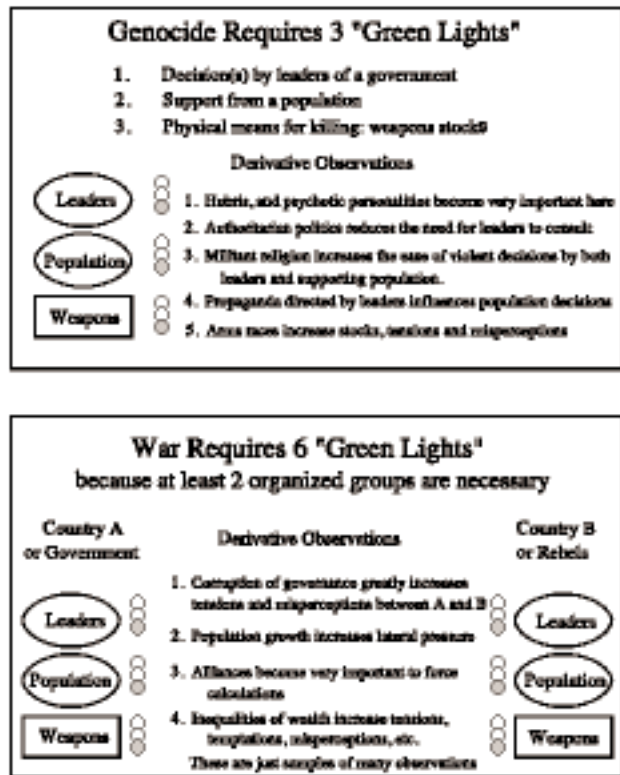 Genocide Requires 3 "Green Lights"
1. Decision(s) by leaders of a government
2. Support from a population
3. Physical means for killing: weapons stocks
Derivative Observations
Leaders
1. Hubris, and psychotic personalities become very important here
2. Authoritarian politics reduces the need for leaders to consult
Population
3. Militant religion increases the ease of violent decisions by both
leaders and supporting population.
Weapons
4. Propaganda directed by leaders influences population decisions
5. Arms races increase stocks, tensions and misperceptions
War Requires 6 "Green Lights"
because at least 2 organized groups are necessary
Country A
or Government
Derivative Observations
Country B
or Rebels
Leaders
1. Corruption of governance greatly increases
tensions and misperceptions between A and B
Leaders
2. Population growth increases lateral pressure
Population
3. Alliances become very important to force
calculations
Population
Weapons
4. Inequalities of wealth increase tensions,
temptations, misperceptions, etc.
Weapons
These are just samples of many observations